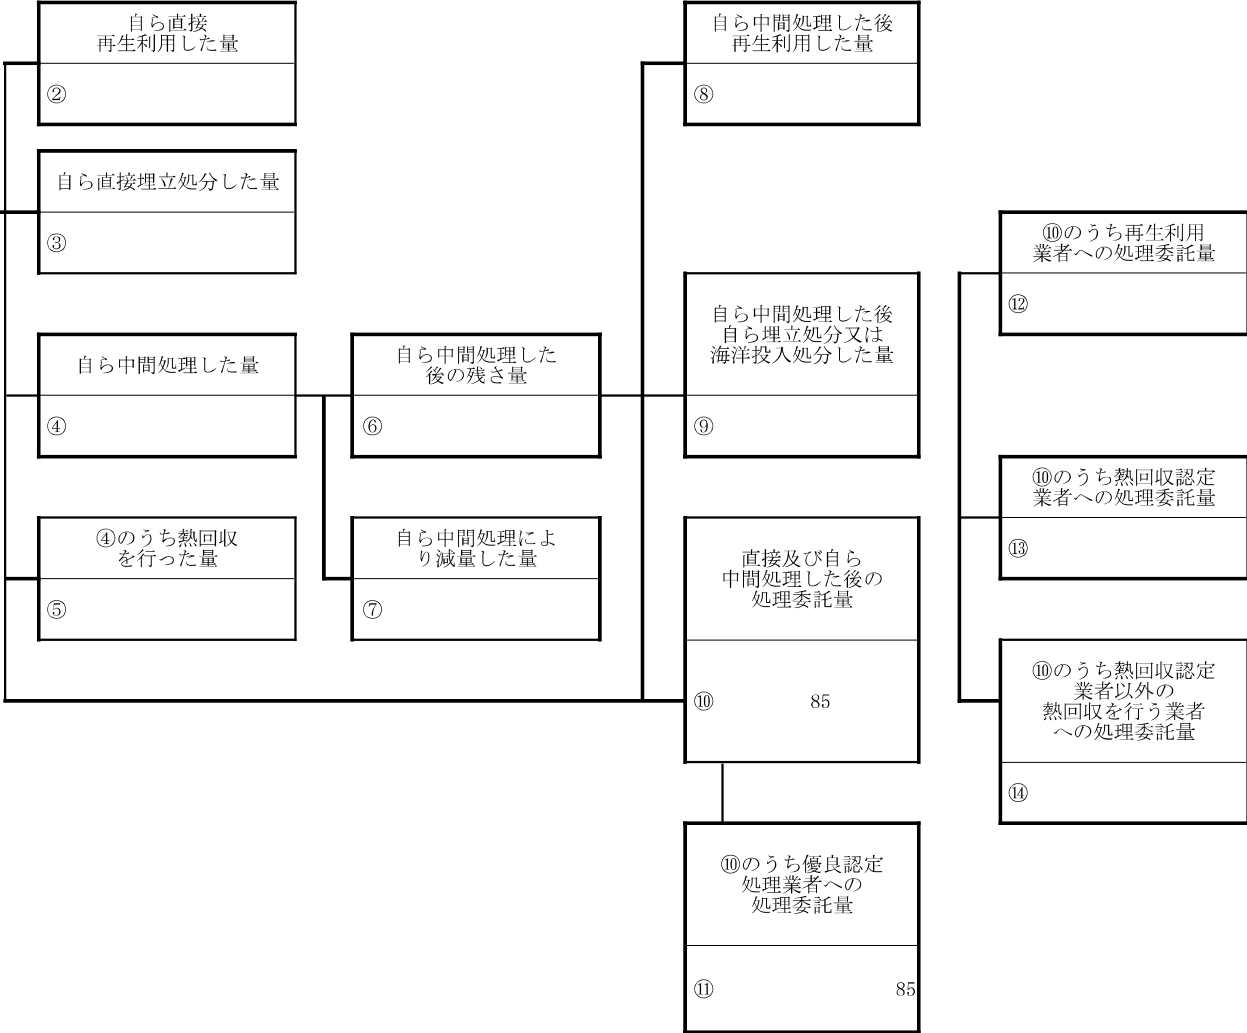 自ら直接
再生利用した量
②
自ら直接埋立処分した量
③
自ら中間処理した量
④
④のうち熱回収
を行った量
⑤
自ら中間処理した
後の残さ量
⑥
自ら中間処理によ
り減量した量
⑦
自ら中間処理した後
再生利用した量
⑧
自ら中間処理した後
自ら埋立処分又は
海洋投入処分した量
⑨
直接及び自ら
中間処理した後の
処理委託量
⑩ 85
⑩のうち優良認定
処理業者への
処理委託量
⑪ 85
⑩のうち再生利用
業者への処理委託量
⑫
⑩のうち熱回収認定
業者への処理委託量
⑬
⑩のうち熱回収認定
業者以外の
熱回収を行う業者
への処理委託量
⑭